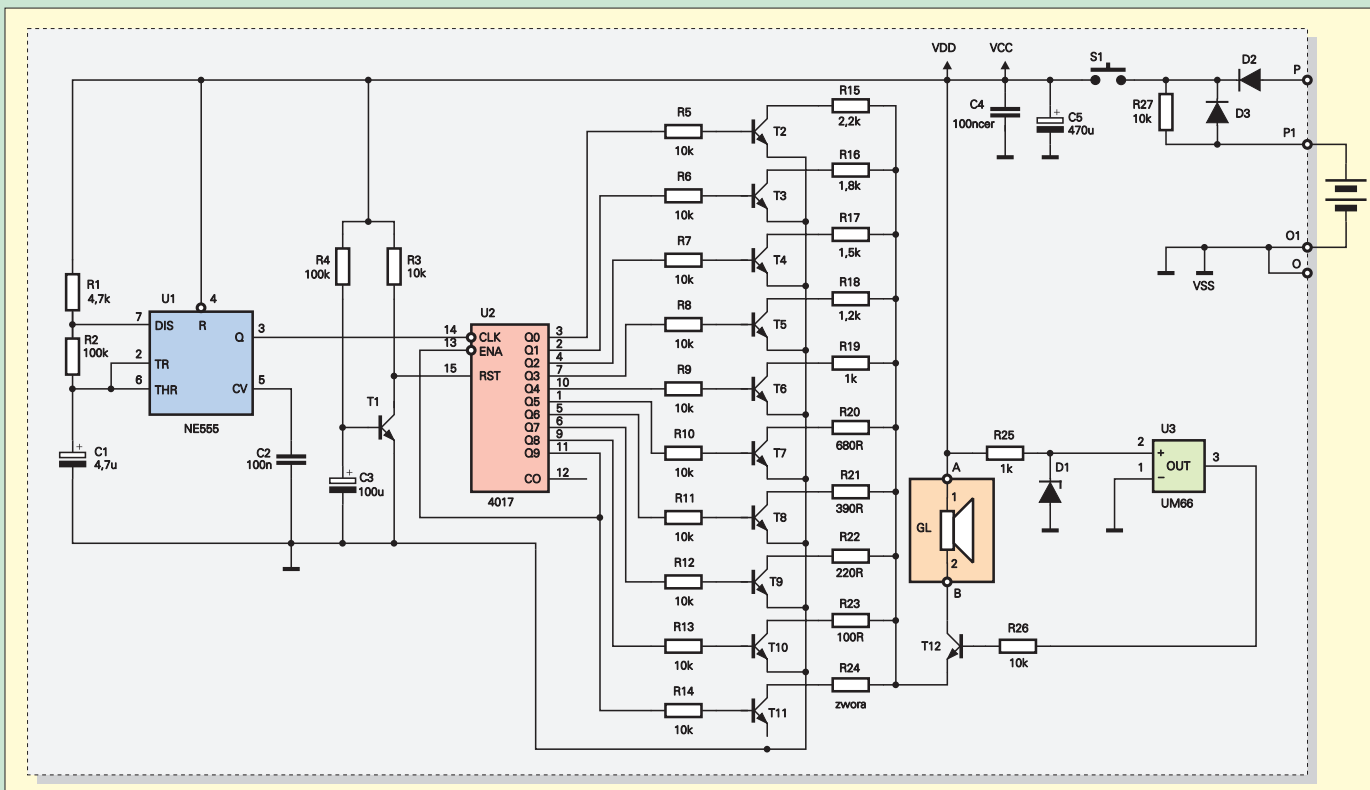 VDD
VCC
S1
D2
P
R15
2,2k
C4
100ncer
+
C5
470u
R27
10k
D3
P1
R5
10k
T2
R16
1,8k
R6
10k
T3
R17
1,5k
R7
10k
T4
O1
O
VSS
R4
100k
R3
10k
R18
1,2k
R1
4,7k
U1
4
R8
10k
T5
U2
7
DIS
R
R2
100k
Q
3
14
CLK
Q0
3
13
ENA
Q1
2
2
TR
Q2
4
R19
1k
15
RST
Q3
7
R9
10k
T6
6
THR
CV
5
Q4
10
Q5
1
Q6
5
Q7
6
Q8
9
Q9
11
CO
12
4017
NE555
T1
R20
680R
R10
10k
T7
+
C1
4,7u
C2
100n
+
C3
100u
R21
390R
R11
10k
T8
R25
1k
D1
2
+
1
−
OUT
3
U3
UM66
A
1
GL
2
B
R22
220R
R12
10k
T9
R23
100R
R13
10k
T10
T12
R26
10k
R24
zwora
R14
10k
T11